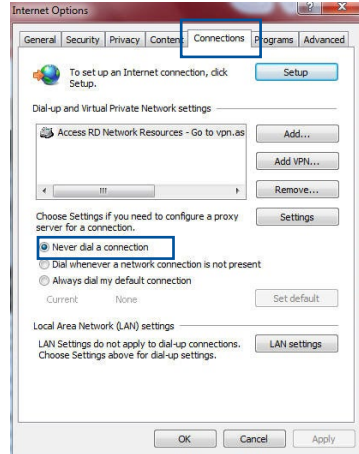 Internet Options
General Security Privacy Content Connections Programs Advanced
To set up an Internet connection, click
Setup.
Setup
Dial-up and Virtual Private Network settings
Access RD Network Resources - Go to vpn.as
Add...
Add VPN...
Remove...
Choose Settings if you need to configure a proxy
server for a connection.
Settings
Never dial a connection
Dial whenever a network connection is not present
Always dial my default connection
Current None
Set default
Local Area Network (LAN) settings
LAN Settings do not apply to dial-up connections.
Choose Settings above for dial-up settings.
LAN settings
OK Cancel Apply